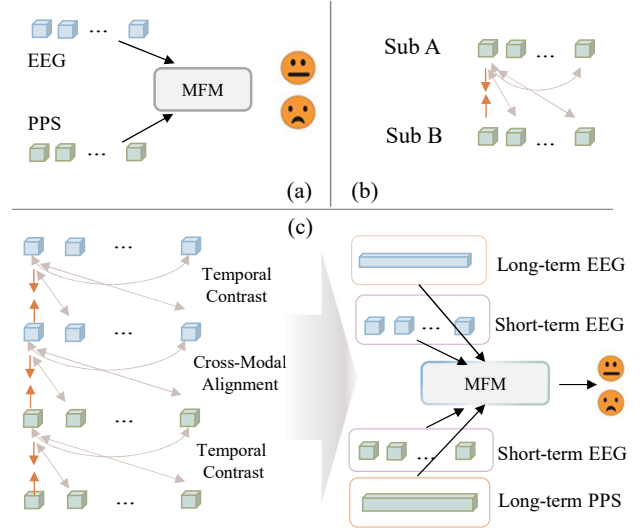 ...
EEG
MFM
PPS
...
(a)
Sub A
...
Sub B
...
(b)
(c)
...
Temporal
Contrast
...
Cross-Modal
Alignment
...
Temporal
Contrast
...
Long-term EEG
...
Short-term EEG
MFM
...
Short-term EEG
Long-term PPS